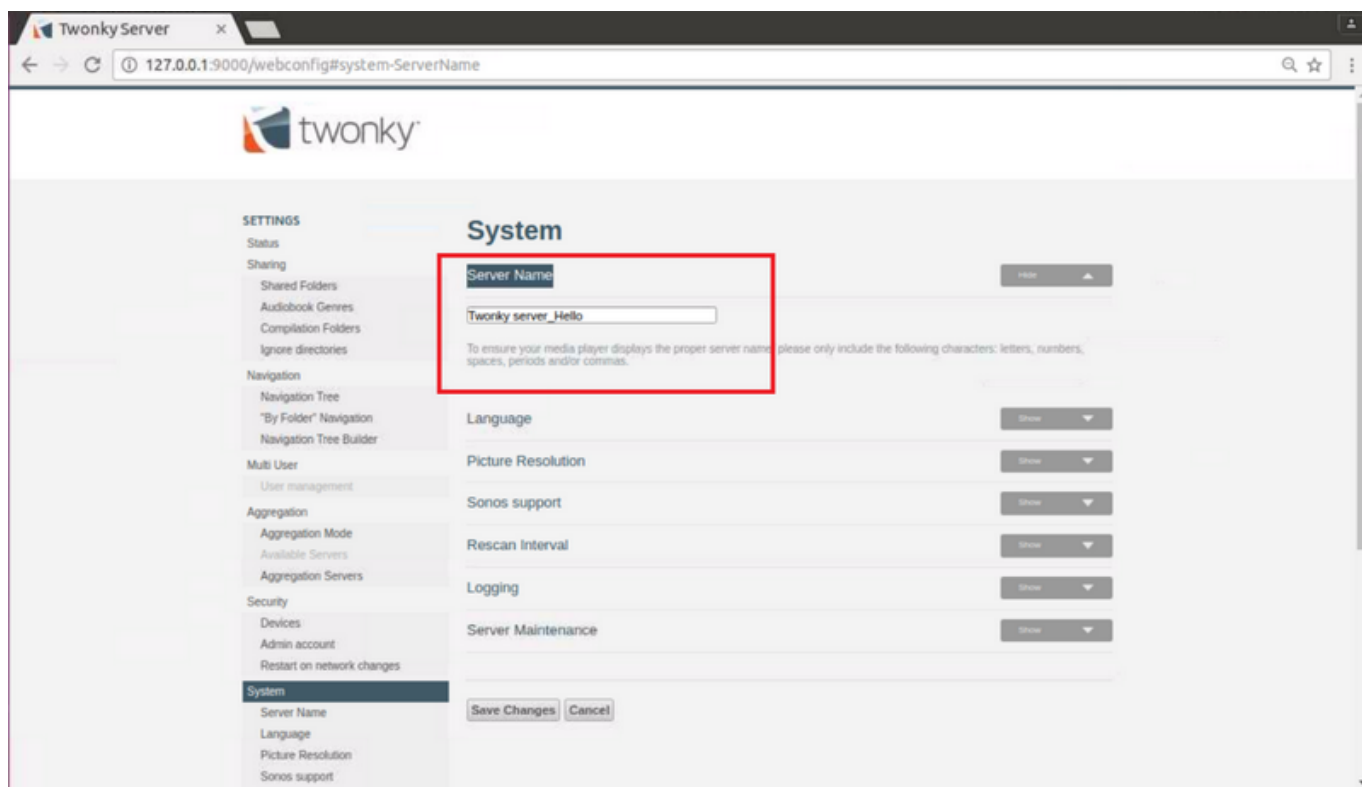 Twonky Server
127.0.0.1:9000/webconfig#system-ServerName
twonky
SETTINGS
Status
Sharing
Shared Folders
Audiobook Genres
Compilation Folders
Ignore directories
Navigation
Navigation Tree
"By Folder" Navigation
Navigation Tree Builder
Multi User
User management
Aggregation
Aggregation Mode
Available Servers
Aggregation Servers
Security
Devices
Admin account
Restart on network changes
System
Server Name
Language
Picture Resolution
Sonos support
System
Server Name
Hide
Twonky server_Hello
To ensure your media player displays the proper server name, please only include the following characters: letters, numbers,
spaces, periods and/or commas.
Language
Show
Picture Resolution
Show
Sonos support
Show
Rescan Interval
Show
Logging
Show
Server Maintenance
Show
Save Changes Cancel